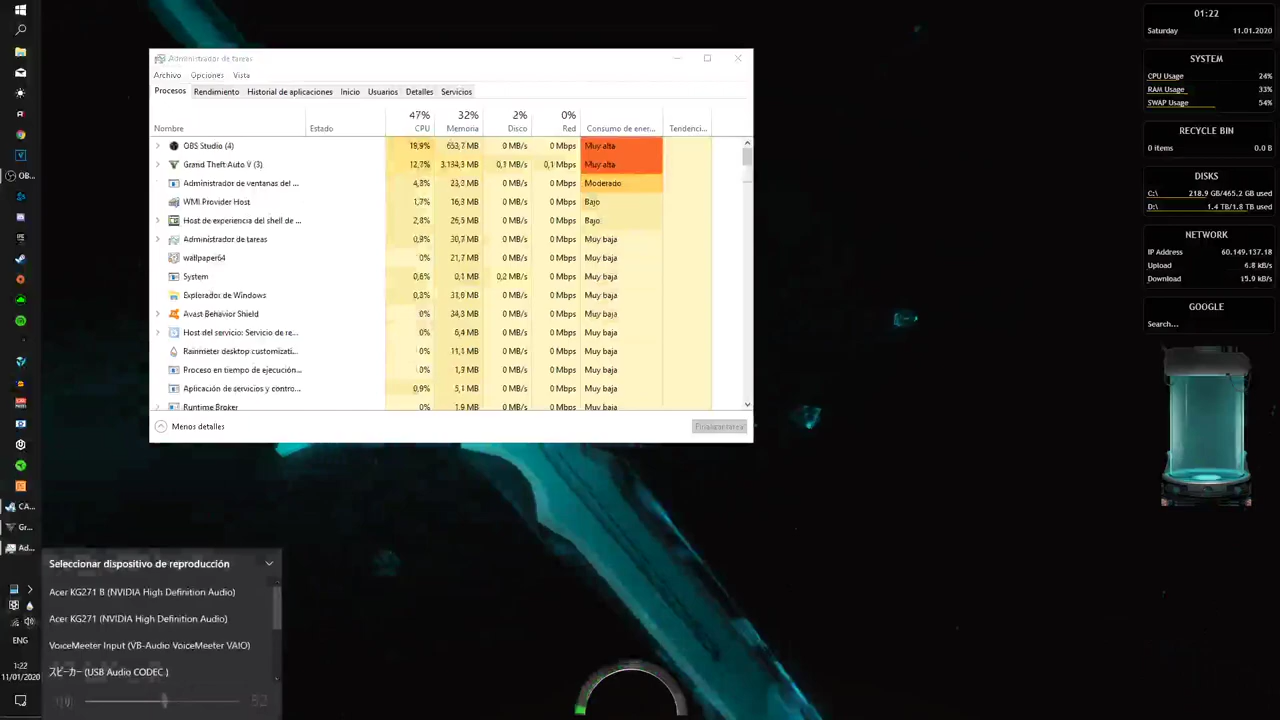 Administrador de tareas
Archivo Opciones Vista
Procesos Rendimiento Historial de aplicaciones Inicio Usuarios Detalles Servicios
47% 32% 2% 0%
Nombre Estado CPU Memoria Disco Red Consumo de ener... Tendenci...
OBS Studio (4) 18,9% 653,7 MB 0 MB/s 0 Mbps Muy alta
Grand Theft Auto V (3) 12,7% 3.134,3 MB 0,1 MB/s 0,1 Mbps Muy alta
Administrador de ventanas del ... 4,3% 23,2 MB 0 MB/s 0 Mbps Moderado
WMI Provider Host 1,7% 16,3 MB 0 MB/s 0 Mbps Bajo
Host de experiencia del shell de ... 2,8% 26,5 MB 0 MB/s 0 Mbps Bajo
Administrador de tareas 0,9% 30,7 MB 0 MB/s 0 Mbps Muy baja
wallpaper64 0% 21,7 MB 0 MB/s 0 Mbps Muy baja
System 0,6% 0,1 MB 0,2 MB/s 0 Mbps Muy baja
Explorador de Windows 0,3% 31,6 MB 0 MB/s 0 Mbps Muy baja
Avast Behavior Shield 0% 34,3 MB 0 MB/s 0 Mbps Muy baja
Host del servicio: Servicio de re... 0% 6,4 MB 0 MB/s 0 Mbps Muy baja
Rainmeter desktop customizati... 0% 11,1 MB 0 MB/s 0 Mbps Muy baja
Proceso en tiempo de ejecución... 0% 1,3 MB 0 MB/s 0 Mbps Muy baja
Aplicación de servicios y contro... 0,9% 5,1 MB 0 MB/s 0 Mbps Muy baja
Runtime Broker 0% 1,9 MB 0 MB/s 0 Mbps Muy baja
Menos detalles Finalizar tarea
OB...
CA...
Gr...
Ad...
Seleccionar dispositivo de reproducción
Acer KG271 B (NVIDIA High Definition Audio)
Acer KG271 (NVIDIA High Definition Audio)
VoiceMeeter Input (VB-Audio VoiceMeeter VAIO)
スピーカー (USB Audio CODEC )
52
ENG
1:22
11/01/2020
01:22
Saturday 11.01.2020
SYSTEM
CPU Usage 24%
RAM Usage 33%
SWAP Usage 54%
RECYCLE BIN
0 items 0.0 B
DISKS
C:\ 218.9 GB/465.2 GB used
D:\ 1.4 TB/1.8 TB used
NETWORK
IP Address 60.149.137.18
Upload 6.8 kB/s
Download 15.9 kB/s
GOOGLE
Search...